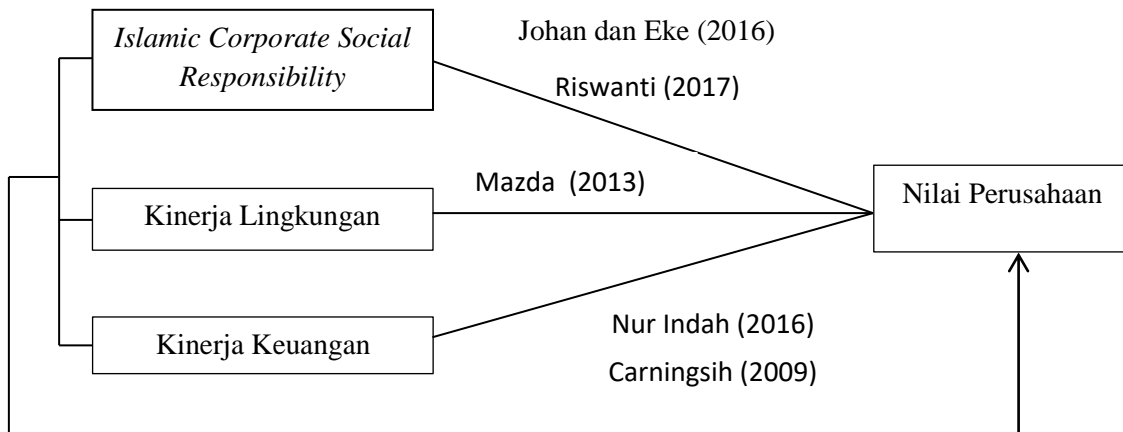 Islamic Corporate Social
Responsibility
Johan dan Eke (2016)
Riswanti (2017)
Mazda (2013)
Kinerja Lingkungan
Nilai Perusahaan
Kinerja Keuangan
Nur Indah (2016)
Carningsih (2009)